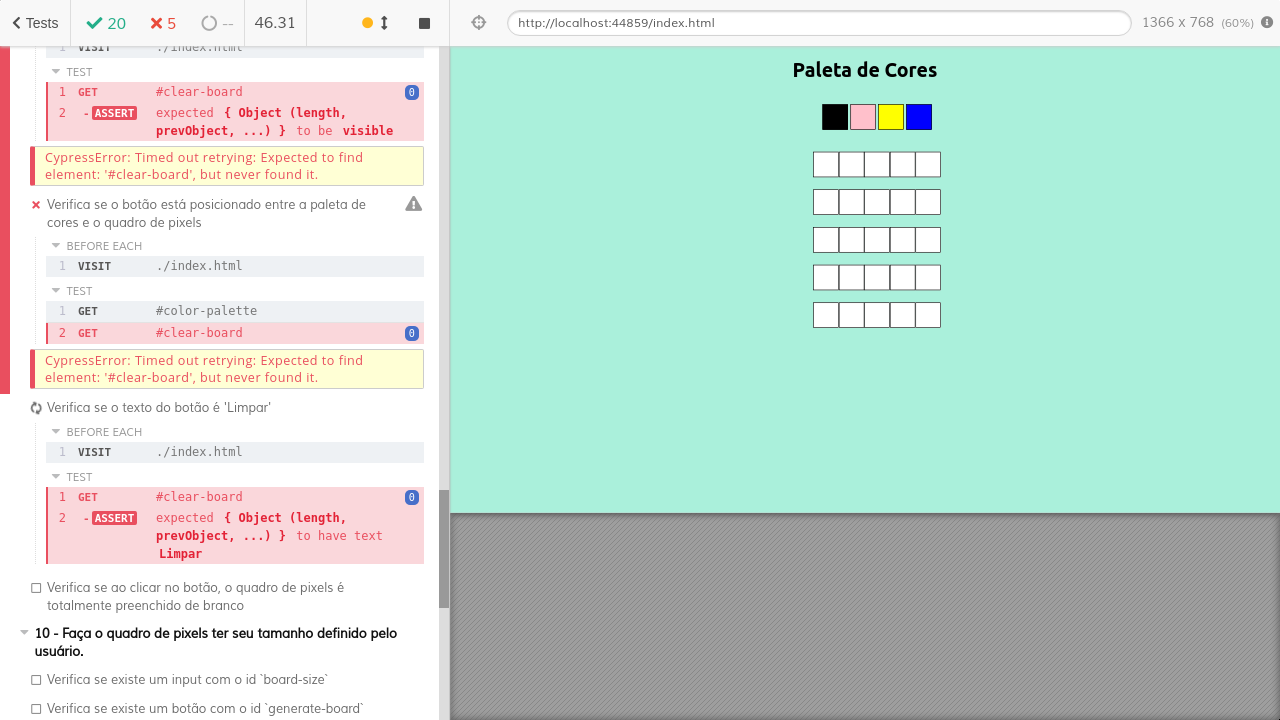 Tests
20
5
--
46.31
http://localhost:44859/index.html
1366 x 768 (60%)
1 VISIT ./index.html
TEST
1 GET #clear-board 0
2 -ASSERT expected { Object (length,
prevObject, ...) } to be visible
CypressError: Timed out retrying: Expected to find
element: '#clear-board', but never found it.
Verifica se o botão está posicionado entre a paleta de
cores e o quadro de pixels
BEFORE EACH
1 VISIT ./index.html
TEST
1 GET #color-palette
2 GET #clear-board 0
CypressError: Timed out retrying: Expected to find
element: '#clear-board', but never found it.
Verifica se o texto do botão é 'Limpar'
BEFORE EACH
1 VISIT ./index.html
TEST
1 GET #clear-board 0
2 -ASSERT expected { Object (length,
prevObject, ...) } to have text
Limpar
Verifica se ao clicar no botão, o quadro de pixels é
totalmente preenchido de branco
10 - Faça o quadro de pixels ter seu tamanho definido pelo
usuário.
Verifica se existe um input com o id `board-size`
Verifica se existe um botão com o id `generate-board`
Paleta de Cores